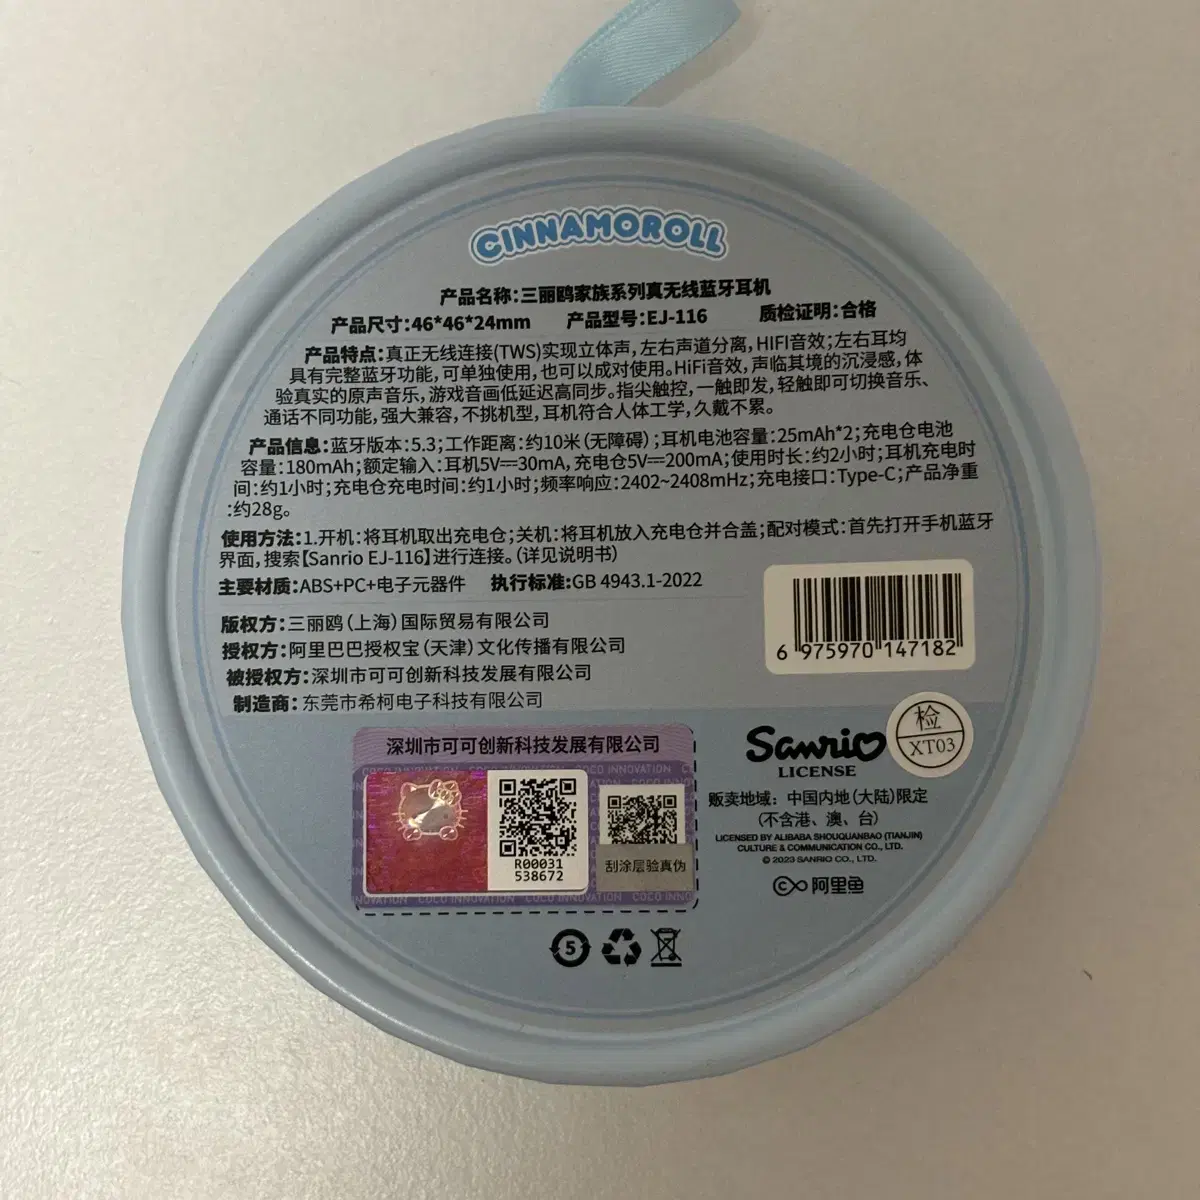 CINNAMOROLL
产品名称:三丽鸥家族系列真无线蓝牙耳机
产品尺寸:46*46*24mm 产品型号:EJ-116 质检证明:合格
产品特点:真正无线连接(TWS)实现立体声,左右声道分离,HIFI音效;左右耳均
具有完整蓝牙功能,可单独使用,也可以成对使用。HiFi音效,声临其境的沉浸感,体
验真实的原声音乐,游戏音画低延迟高同步。指尖触控,一触即发,轻触即可切换音乐、
通话不同功能,强大兼容,不挑机型,耳机符合人体工学,久戴不累。
产品信息:蓝牙版本:5.3;工作距离:约10米(无障碍);耳机电池容量:25mAh*2;充电仓电池
容量:180mAh;额定输入:耳机5V⎓30mA,充电仓5V⎓200mA;使用时长:约2小时;耳机充电时
间:约1小时;充电仓充电时间:约1小时;频率响应:2402~2408mHz;充电接口:Type-C;产品净重
:约28g。
使用方法:1.开机:将耳机取出充电仓;关机:将耳机放入充电仓并合盖;配对模式:首先打开手机蓝牙
界面,搜索【Sanrio EJ-116】进行连接。(详见说明书)
主要材质:ABS+PC+电子元器件 执行标准:GB 4943.1-2022
版权方:三丽鸥(上海)国际贸易有限公司
授权方:阿里巴巴授权宝(天津)文化传播有限公司
被授权方:深圳市可可创新科技发展有限公司
制造商:东莞市希柯电子科技有限公司
6 975970 147182
检
XT03
深圳市可可创新科技发展有限公司
COCO INNOVATION
R00031
538672
刮涂层验真伪
COCO INNOVATION COCO INNOVATION
Sanrio
LICENSE
贩卖地域:中国内地(大陆)限定
(不含港、澳、台)
LICENSED BY ALIBABA SHOUQUANBAO (TIANJIN)
CULTURE & COMMUNICATION CO., LTD.
© 2023 SANRIO CO., LTD.
阿里鱼
5